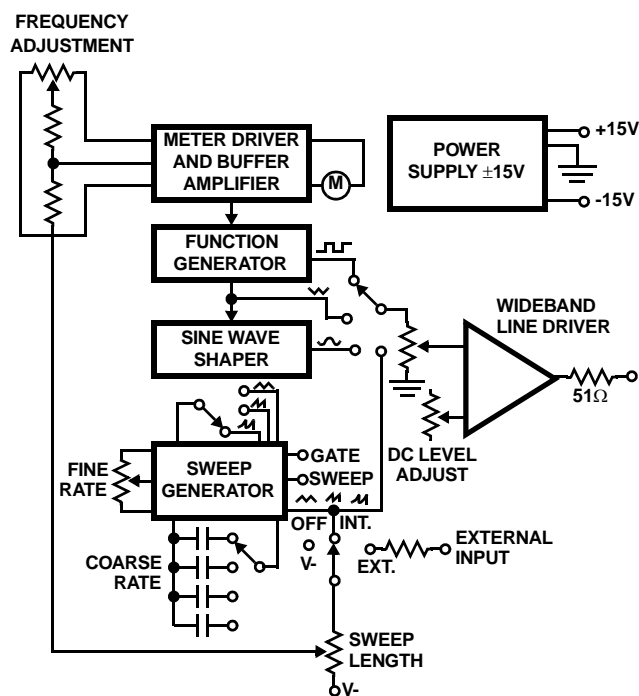 FREQUENCY
ADJUSTMENT
METER DRIVER
AND BUFFER
AMPLIFIER
M
POWER
SUPPLY ±15V
+15V
-15V
FUNCTION
GENERATOR
SINE WAVE
SHAPER
WIDEBAND
LINE DRIVER
51Ω
DC LEVEL
ADJUST
FINE
RATE
SWEEP
GENERATOR
GATE
SWEEP
OFF INT.
V-
EXT.
EXTERNAL
INPUT
COARSE
RATE
SWEEP
LENGTH
V-